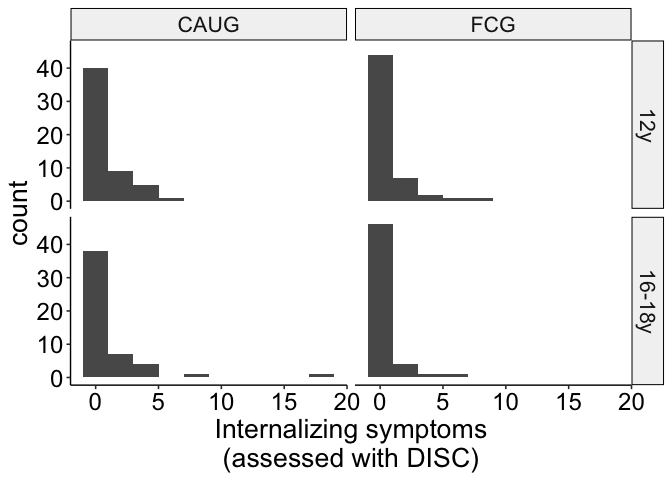 CAUG FCG
40
30
20
10
0
12y
count
40
30
20
10
0
16-18y
0 5 10 15 20 0 5 10 15 20
Internalizing symptoms
(assessed with DISC)